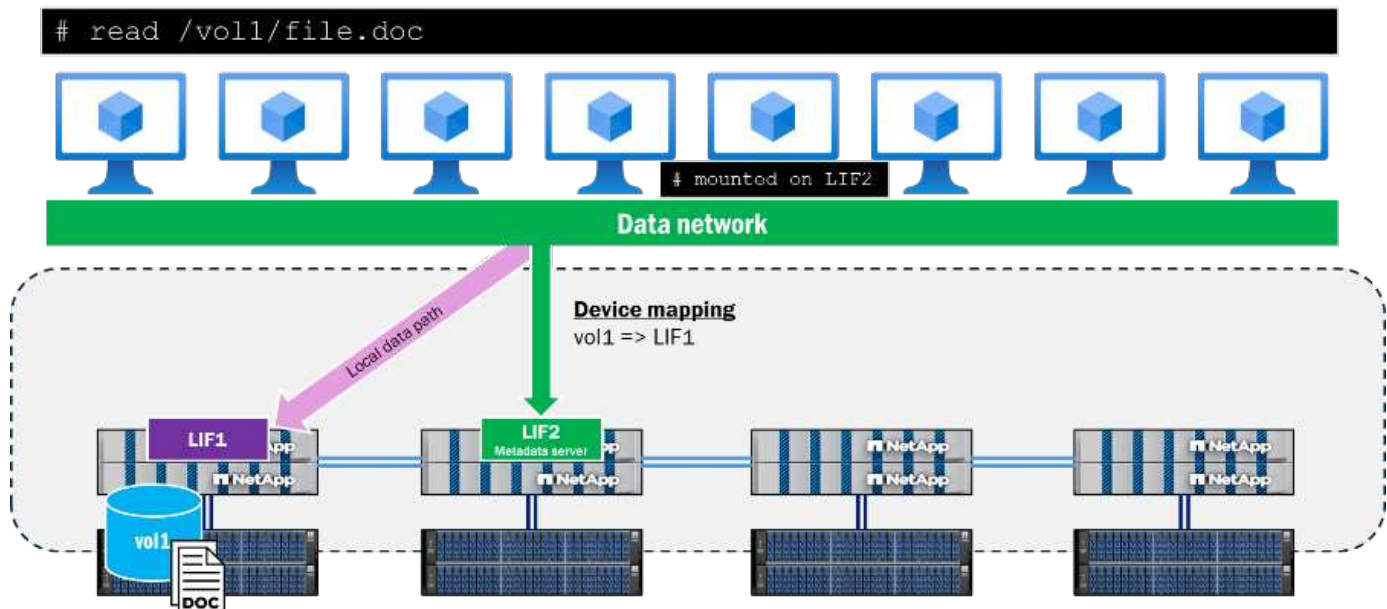 # read /vol1/file.doc
# mounted on LIF2
Data network
Local data path
Device mapping
vol1 => LIF1
LIF1
LIF2
Metadata server
NetApp
NetApp
NetApp
NetApp
NetApp
NetApp
vol1
DOC